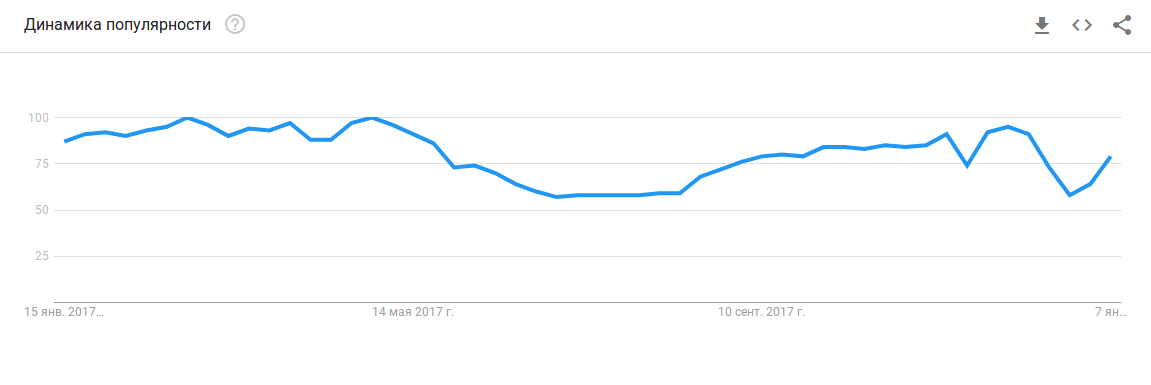 Динамика популярности ?
100
75
50
25
15 янв. 2017…
14 мая 2017 г.
10 сент. 2017 г.
7 ян…